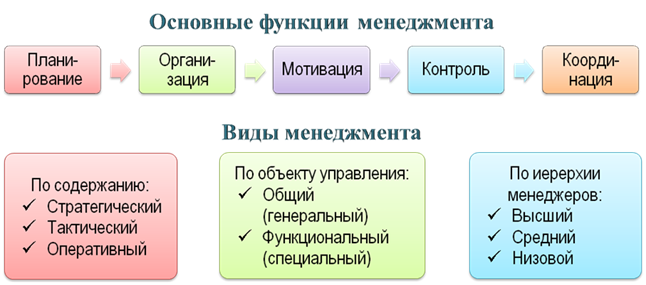 Основные функции менеджмента
Плани-
рование
Органи-
зация
Мотивация
Контроль
Коорди-
нация
Виды менеджмента
По содержанию:
✓ Стратегический
✓ Тактический
✓ Оперативный
По объекту управления:
✓ Общий
(генеральный)
✓ Функциональный
(специальный)
По иерерхии
менеджеров:
✓ Высший
✓ Средний
✓ Низовой